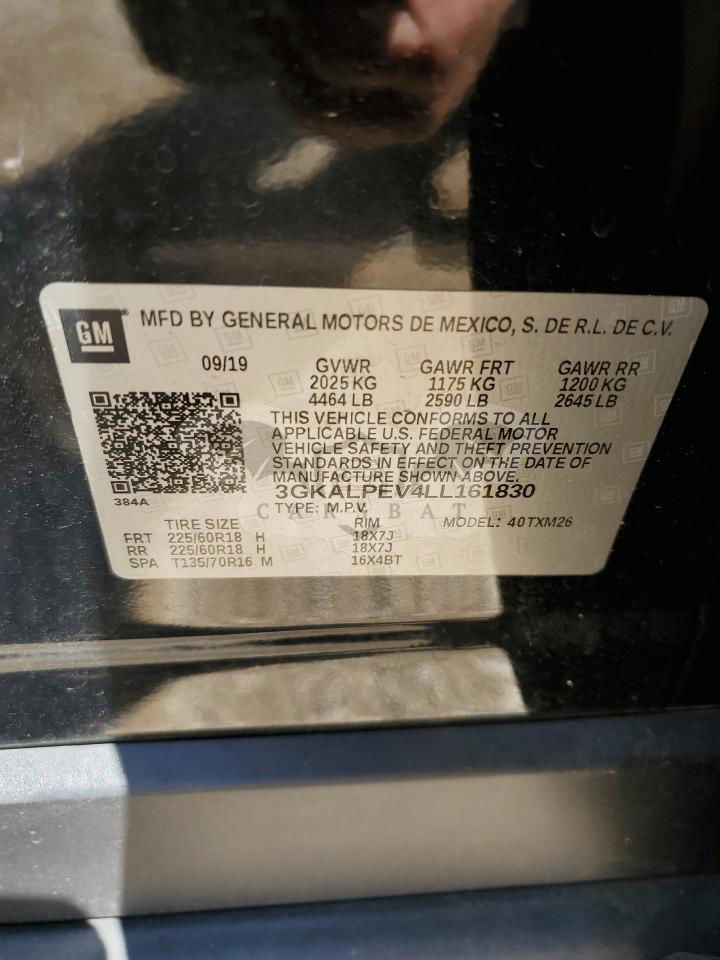 GM MFD BY GENERAL MOTORS DE MEXICO, S. DE R.L. DE C.V.
09/19 GVWR GAWR FRT GAWR RR
2025 KG 1175 KG 1200 KG
4464 LB 2590 LB 2645 LB
THIS VEHICLE CONFORMS TO ALL
APPLICABLE U.S. FEDERAL MOTOR
VEHICLE SAFETY AND THEFT PREVENTION
STANDARDS IN EFFECT ON THE DATE OF
MANUFACTURE SHOWN ABOVE.
3GKALPEV4LL161830
384A TYPE: M.P.V.
TIRE SIZE RIM MODEL: 40TXM26
FRT 225/60R18 H 18X7J
RR 225/60R18 H 18X7J
SPA T135/70R16 M 16X4BT